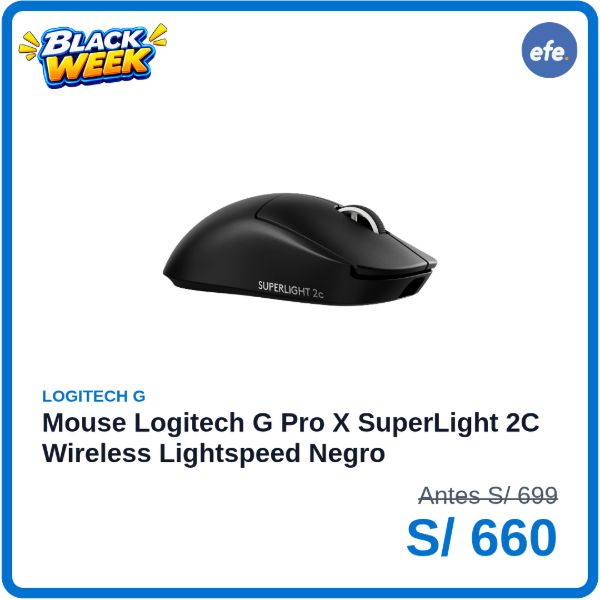 BLACK
WEEK
efe.
SUPERLIGHT 2c
LOGITECH G
Mouse Logitech G Pro X SuperLight 2C
Wireless Lightspeed Negro
Antes S/ 699
S/ 660